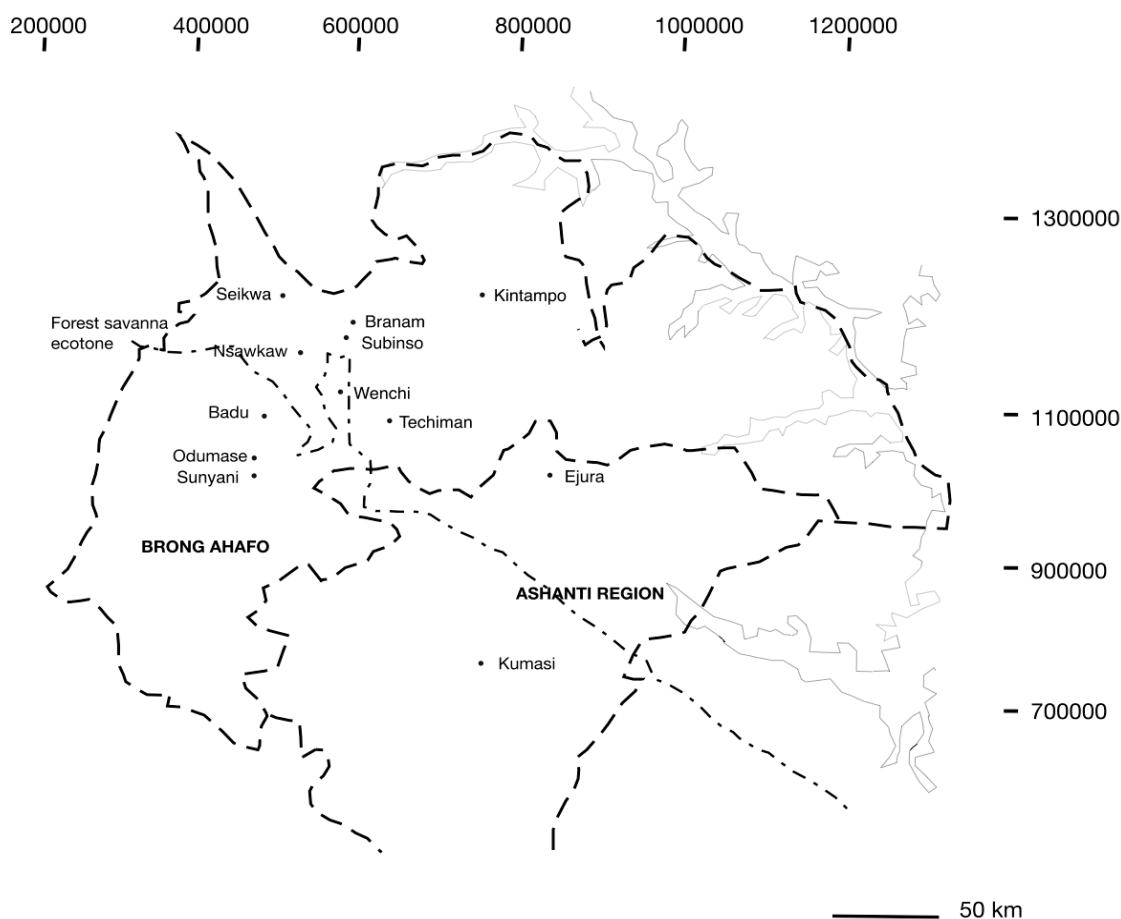 200000 400000 600000 800000 1000000 1200000
1300000
Seikwa
Kintampo
Forest savanna
ecotone
Branam
Subinso
Nsawkaw
Wenchi
Badu
Techiman
1100000
Odumase
Sunyani
Ejura
BRONG AHAFO
900000
ASHANTI REGION
Kumasi
700000
50 km